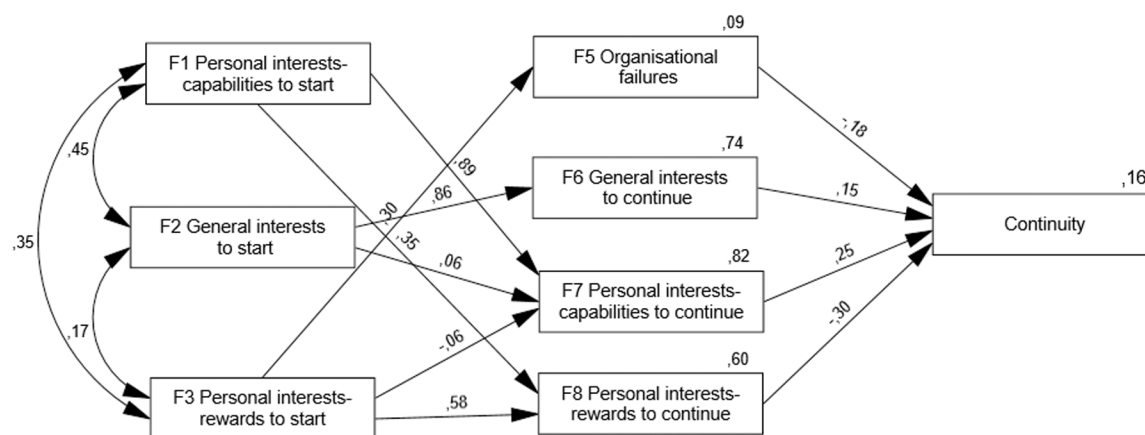 ,09
F1 Personal interests-
capabilities to start
F5 Organisational
failures
,45
,89
-,18
,74
,86
F6 General interests
to continue
,15
,16
F2 General interests
to start
,30
,35
Continuity
,35
,06
,82
,25
F7 Personal interests-
capabilities to continue
,17
-,06
-,30
,60
F3 Personal interests-
rewards to start
,58
F8 Personal interests-
rewards to continue